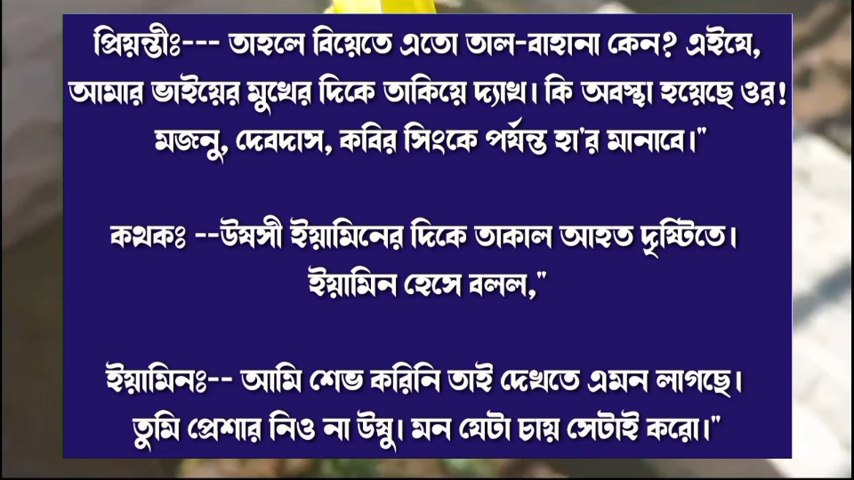 প্রিয়ন্তীঃ--- তাহলে বিয়েতে এতো তাল-বাহানা কেন? এইযে,
আমার ভাইয়ের মুখের দিকে তাকিয়ে দ্যাখ। কি অবস্থা হয়েছে ওর!
মজনু, দেবদাস, কবির সিংকে পর্যন্ত হা'র মানাবে।"
কথকঃ --উষসী ইয়ামিনের দিকে তাকাল আহত দৃষ্টিতে।
ইয়ামিন হেসে বলল,"
ইয়ামিনঃ-- আমি শেভ করিনি তাই দেখতে এমন লাগছে।
তুমি প্রেশার নিও না উষু। মন যেটা চায় সেটাই করো।"